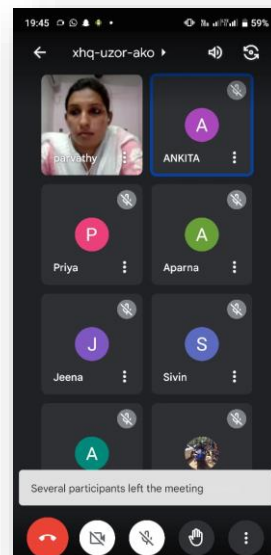 19:45
59%
xhq-uzor-ako
parvathy
A
ANKITA
P
Priya
A
Aparna
J
Jeena
S
Sivin
A
Several participants left the meeting